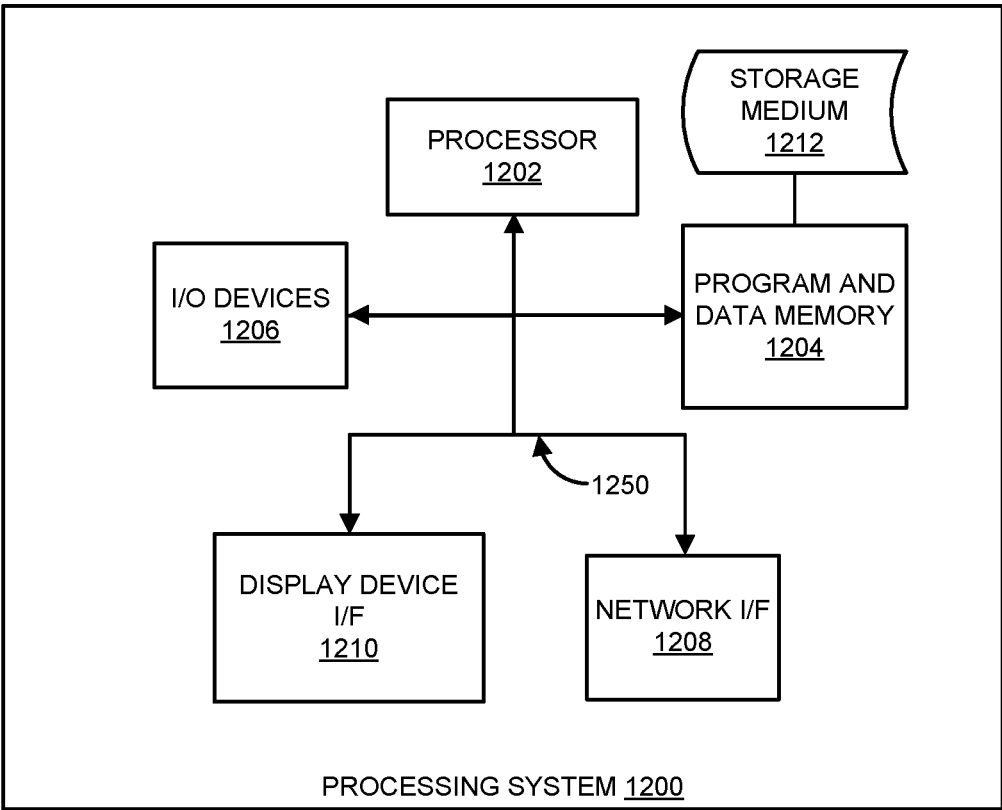 STORAGE
MEDIUM
1212
PROCESSOR
1202
I/O DEVICES
1206
PROGRAM AND
DATA MEMORY
1204
1250
DISPLAY DEVICE
I/F
1210
NETWORK I/F
1208
PROCESSING SYSTEM 1200